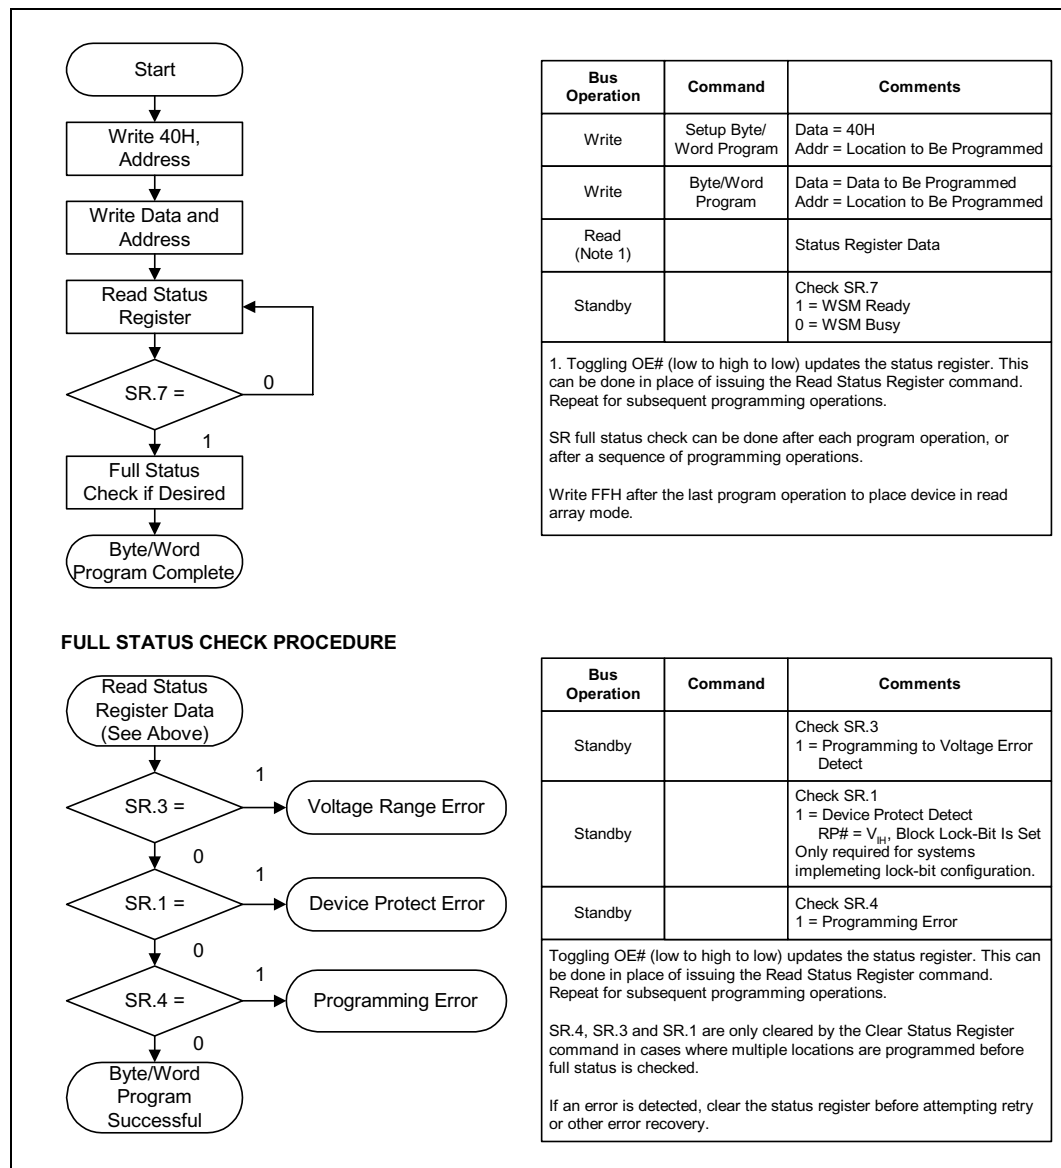 Start
Write 40H,
Address
Write Data and
Address
Read Status
Register
SR.7 =
0
1
Full Status
Check if Desired
Byte/Word
Program Complete
Bus
Operation
Command
Comments
Write
Setup Byte/
Word Program
Data = 40H
Addr = Location to Be Programmed
Write
Byte/Word
Program
Data = Data to Be Programmed
Addr = Location to Be Programmed
Read
(Note 1)
Status Register Data
Standby
Check SR.7
1 = WSM Ready
0 = WSM Busy
1. Toggling OE# (low to high to low) updates the status register. This
can be done in place of issuing the Read Status Register command.
Repeat for subsequent programming operations.
SR full status check can be done after each program operation, or
after a sequence of programming operations.
Write FFH after the last program operation to place device in read
array mode.
FULL STATUS CHECK PROCEDURE
Read Status
Register Data
(See Above)
SR.3 =
1
Voltage Range Error
0
SR.1 =
1
Device Protect Error
0
SR.4 =
1
Programming Error
0
Byte/Word
Program
Successful
Bus
Operation
Command
Comments
Standby
Check SR.3
1 = Programming to Voltage Error
Detect
Standby
Check SR.1
1 = Device Protect Detect
RP# = VIH, Block Lock-Bit Is Set
Only required for systems
implemeting lock-bit configuration.
Standby
Check SR.4
1 = Programming Error
Toggling OE# (low to high to low) updates the status register. This can
be done in place of issuing the Read Status Register command.
Repeat for subsequent programming operations.
SR.4, SR.3 and SR.1 are only cleared by the Clear Status Register
command in cases where multiple locations are programmed before
full status is checked.
If an error is detected, clear the status register before attempting retry
or other error recovery.